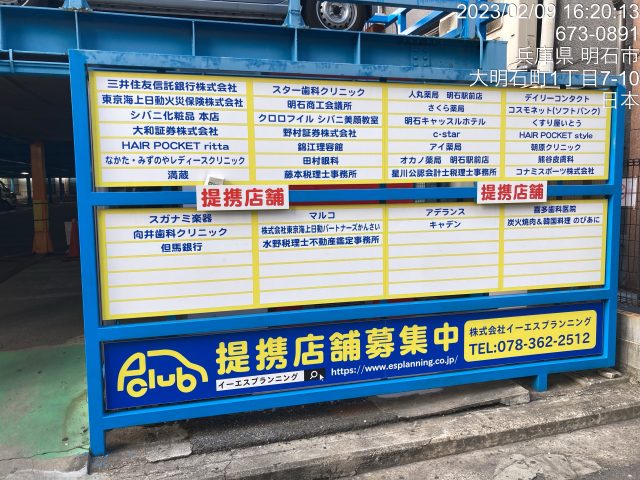 2023/02/09 16:20:13
673-0891
兵庫県 明石市
大明石町1丁目7-10
日本
三井住友信託銀行株式会社
東京海上日動火災保険株式会社
シバニ化粧品 本店
大和証券株式会社
HAIR POCKET ritta
なかた・みずのやレディースクリニック
満蔵
スター歯科クリニック
明石商工会議所
クロロフイル シバニ美顔教室
野村証券株式会社
錦江理容館
田村眼科
藤本税理士事務所
人丸薬局 明石駅前店
さくら薬局
明石キャッスルホテル
c-star
アイ薬局
オカノ薬局 明石駅前店
星川公認会計士税理士事務所
デイリーコンタクト
コスモネット(ソフトバンク)
くすり屋いとう
HAIR POCKET style
朝原クリニック
熊谷皮膚科
コナミスポーツ株式会社
提携店舗
提携店舗
スガナミ楽器
向井歯科クリニック
但馬銀行
マルコ
株式会社東京海上日動パートナーズかんさい
水野税理士不動産鑑定事務所
アデランス
キャデン
喜多歯科医院
炭火焼肉&韓国料理 のびあに
P club
提携店舗募集中
イーエスプランニング
https://www.esplanning.co.jp/
株式会社イーエスプランニング
TEL:078-362-2512